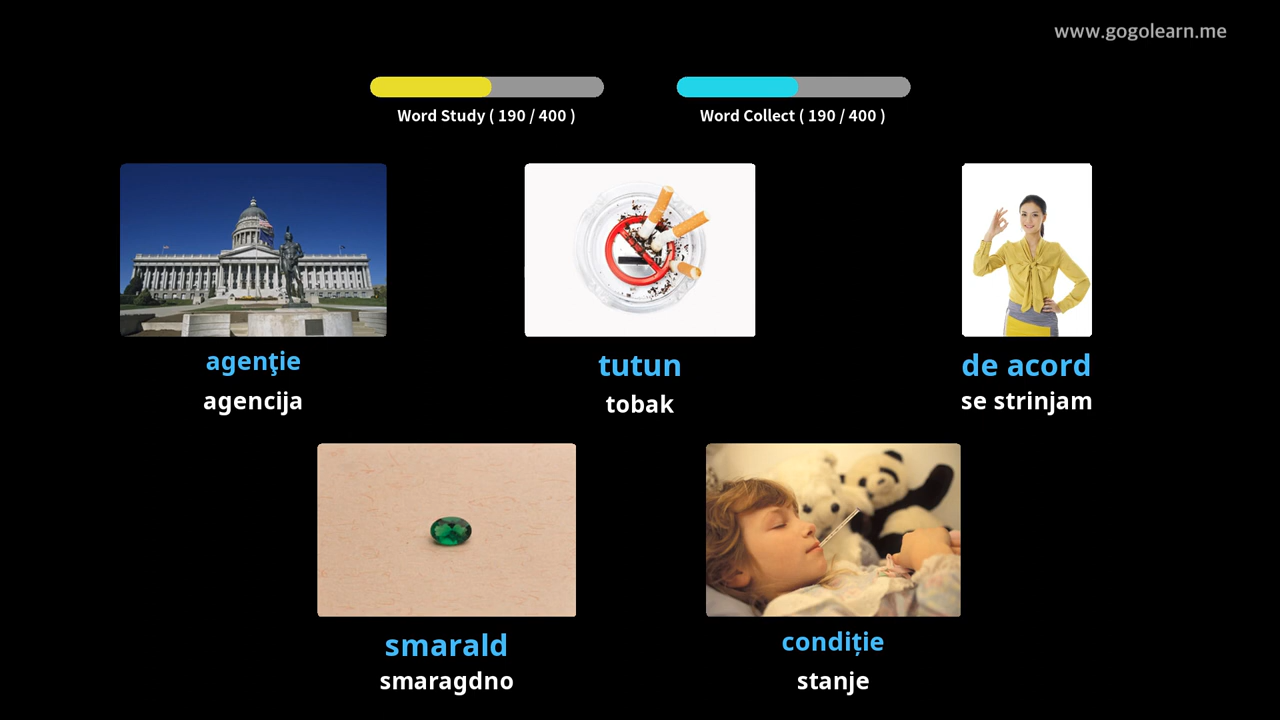 www.gogolearn.me
Word Study ( 190 / 400 )
Word Collect ( 190 / 400 )
agenţie
tutun
de acord
agencija
tobak
se strinjam
smarald
condiție
smaragdno
stanje